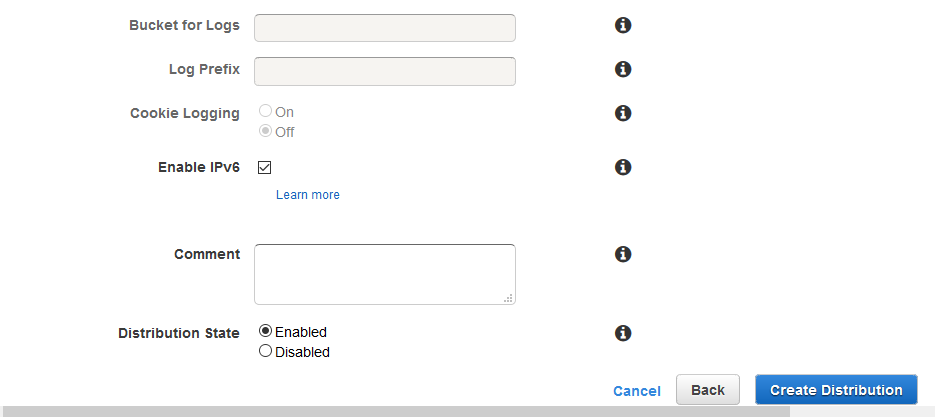 Bucket for Logs
Log Prefix
Cookie Logging On
Off
Enable IPv6
Learn more
Comment
Distribution State Enabled
Disabled
Cancel Back Create Distribution